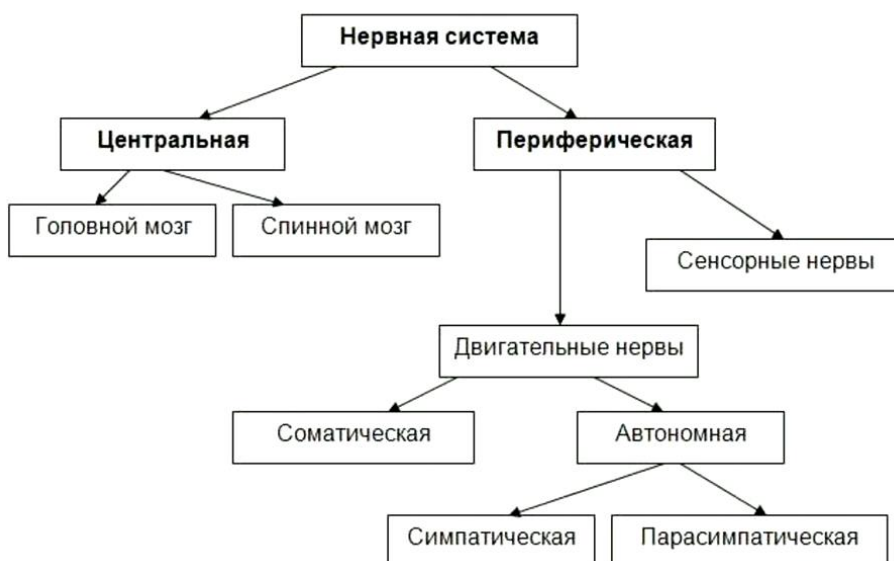 Нервная система
Центральная
Периферическая
Головной мозг
Спинной мозг
Сенсорные нервы
Двигательные нервы
Соматическая
Автономная
Симпатическая
Парасимпатическая